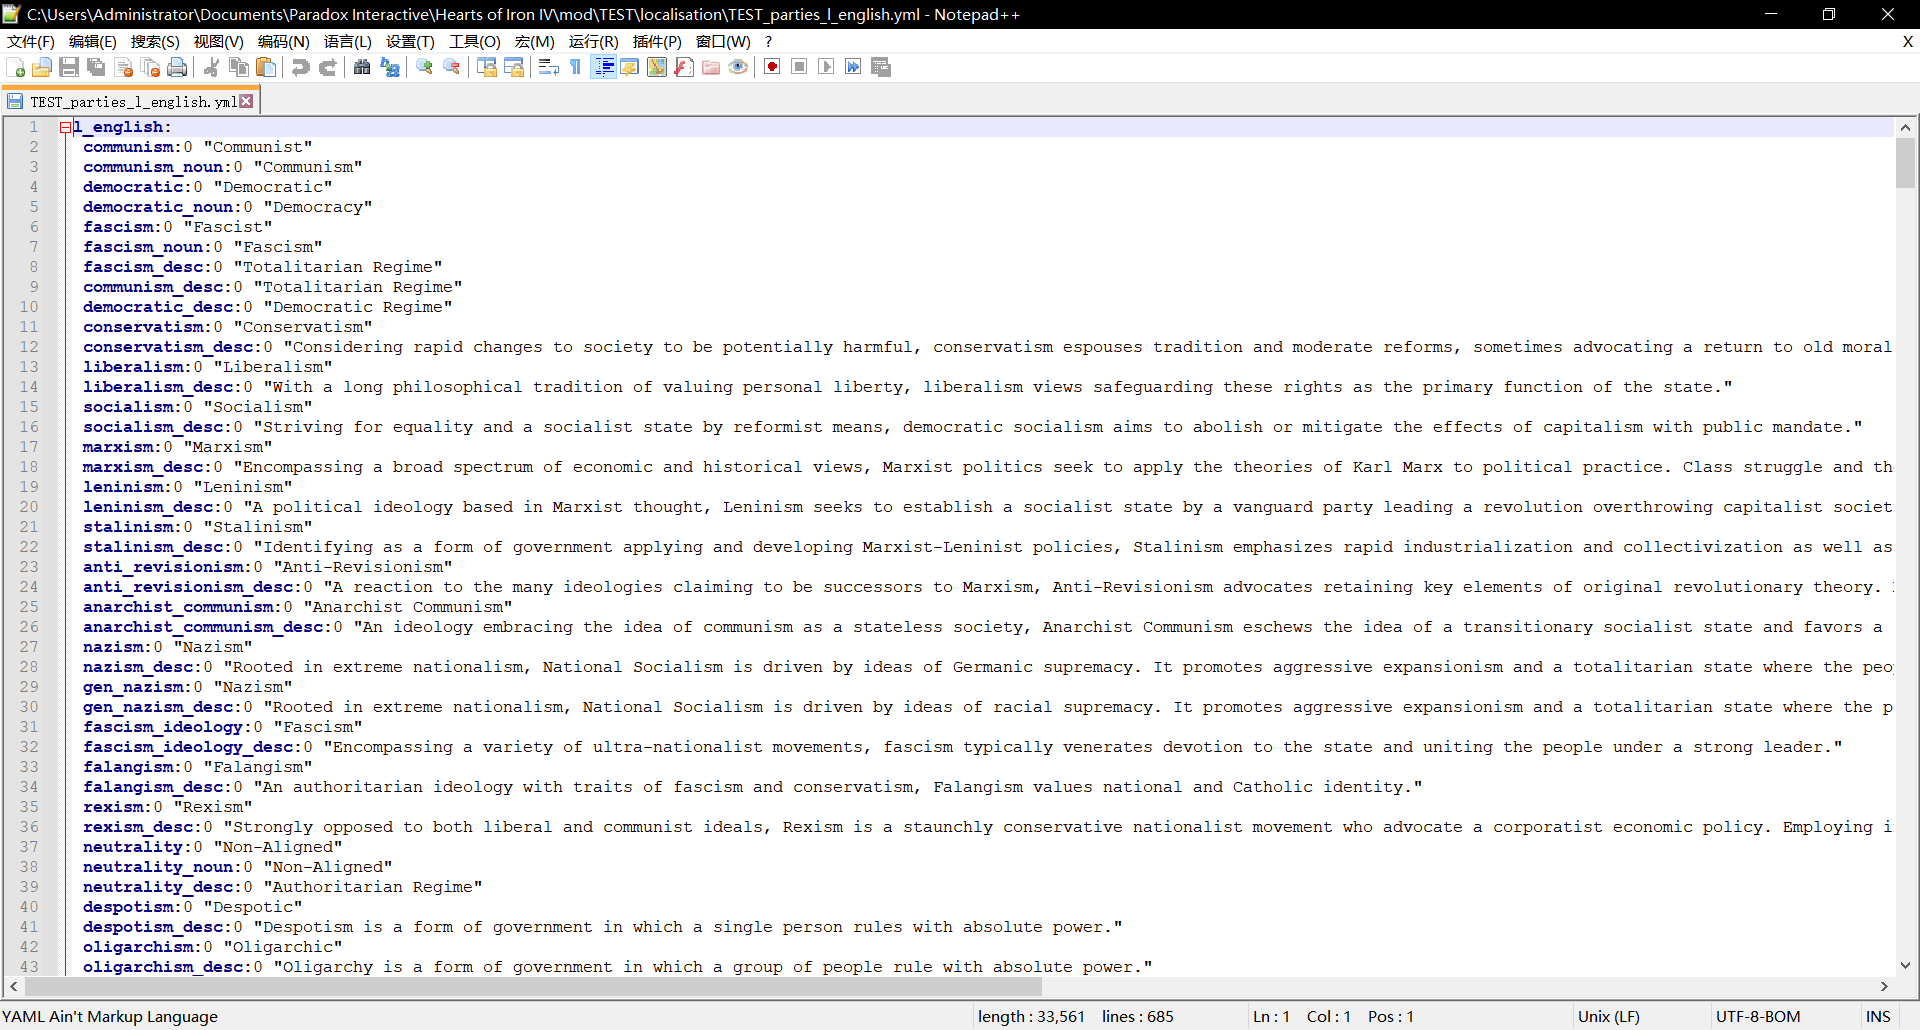 C:\Users\Administrator\Documents\Paradox Interactive\Hearts of Iron IV\mod\TEST\localisation\TEST_parties_l_english.yml - Notepad++
文件(F) 编辑(E) 搜索(S) 视图(V) 编码(N) 语言(L) 设置(T) 工具(O) 宏(M) 运行(R) 插件(P) 窗口(W) ? X
TEST_parties_l_english.yml
1 l_english:
2 communism:0 "Communist"
3 communism_noun:0 "Communism"
4 democratic:0 "Democratic"
5 democratic_noun:0 "Democracy"
6 fascism:0 "Fascist"
7 fascism_noun:0 "Fascism"
8 fascism_desc:0 "Totalitarian Regime"
9 communism_desc:0 "Totalitarian Regime"
10 democratic_desc:0 "Democratic Regime"
11 conservatism:0 "Conservatism"
12 conservatism_desc:0 "Considering rapid changes to society to be potentially harmful, conservatism espouses tradition and moderate reforms, sometimes advocating a return to old moral
13 liberalism:0 "Liberalism"
14 liberalism_desc:0 "With a long philosophical tradition of valuing personal liberty, liberalism views safeguarding these rights as the primary function of the state."
15 socialism:0 "Socialism"
16 socialism_desc:0 "Striving for equality and a socialist state by reformist means, democratic socialism aims to abolish or mitigate the effects of capitalism with public mandate."
17 marxism:0 "Marxism"
18 marxism_desc:0 "Encompassing a broad spectrum of economic and historical views, Marxist politics seek to apply the theories of Karl Marx to political practice. Class struggle and th
19 leninism:0 "Leninism"
20 leninism_desc:0 "A political ideology based in Marxist thought, Leninism seeks to establish a socialist state by a vanguard party leading a revolution overthrowing capitalist societ
21 stalinism:0 "Stalinism"
22 stalinism_desc:0 "Identifying as a form of government applying and developing Marxist-Leninist policies, Stalinism emphasizes rapid industrialization and collectivization as well as
23 anti_revisionism:0 "Anti-Revisionism"
24 anti_revisionism_desc:0 "A reaction to the many ideologies claiming to be successors to Marxism, Anti-Revisionism advocates retaining key elements of original revolutionary theory.
25 anarchist_communism:0 "Anarchist Communism"
26 anarchist_communism_desc:0 "An ideology embracing the idea of communism as a stateless society, Anarchist Communism eschews the idea of a transitionary socialist state and favors a
27 nazism:0 "Nazism"
28 nazism_desc:0 "Rooted in extreme nationalism, National Socialism is driven by ideas of Germanic supremacy. It promotes aggressive expansionism and a totalitarian state where the peo
29 gen_nazism:0 "Nazism"
30 gen_nazism_desc:0 "Rooted in extreme nationalism, National Socialism is driven by ideas of racial supremacy. It promotes aggressive expansionism and a totalitarian state where the p
31 fascism_ideology:0 "Fascism"
32 fascism_ideology_desc:0 "Encompassing a variety of ultra-nationalist movements, fascism typically venerates devotion to the state and uniting the people under a strong leader."
33 falangism:0 "Falangism"
34 falangism_desc:0 "An authoritarian ideology with traits of fascism and conservatism, Falangism values national and Catholic identity."
35 rexism:0 "Rexism"
36 rexism_desc:0 "Strongly opposed to both liberal and communist ideals, Rexism is a staunchly conservative nationalist movement who advocate a corporatist economic policy. Employing i
37 neutrality:0 "Non-Aligned"
38 neutrality_noun:0 "Non-Aligned"
39 neutrality_desc:0 "Authoritarian Regime"
40 despotism:0 "Despotic"
41 despotism_desc:0 "Despotism is a form of government in which a single person rules with absolute power."
42 oligarchism:0 "Oligarchic"
43 oligarchism_desc:0 "Oligarchy is a form of government in which a group of people rule with absolute power."
YAML Ain't Markup Language length : 33,561 lines : 685 Ln : 1 Col : 1 Pos : 1 Unix (LF) UTF-8-BOM INS